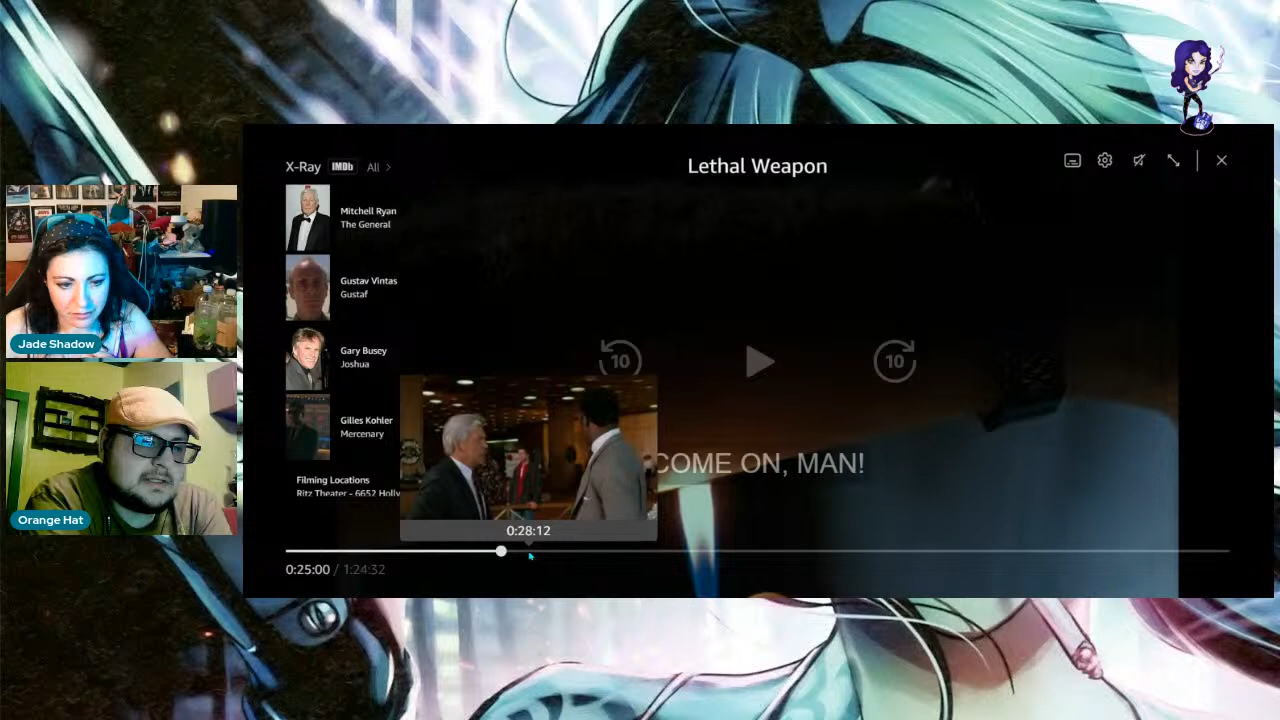 X-Ray IMDb All
Lethal Weapon
Mitchell Ryan
The General
Gustav Vintas
Gustaf
Gary Busey
Joshua
Gilles Kohler
Mercenary
Filming Locations
Ritz Theater - 6652 Holly
10
10
COME ON, MAN!
0:28:12
0:25:00 / 1:24:32
Jade Shadow
Orange Hat